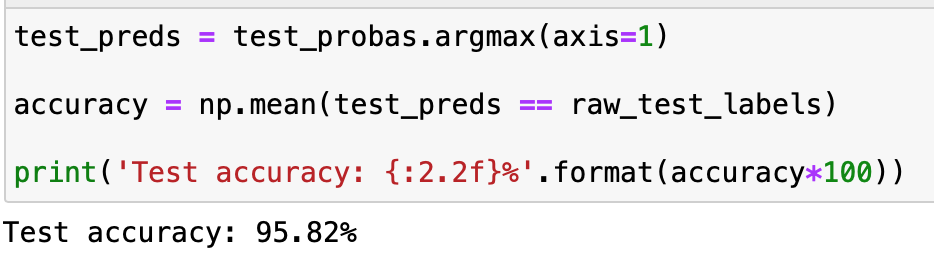 test_preds = test_probas.argmax(axis=1)
accuracy = np.mean(test_preds == raw_test_labels)
print('Test accuracy: {:2.2f}%'.format(accuracy*100))
Test accuracy: 95.82%